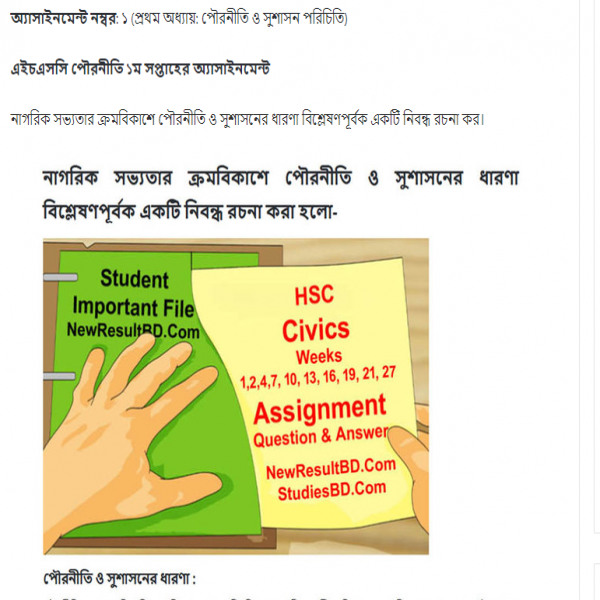 অ্যাসাইনমেন্ট নম্বর: ১ (প্রথম অধ্যায়: পৌরনীতি ও সুশাসন পরিচিতি)
এইচএসসি পৌরনীতি ১ম সপ্তাহের অ্যাসাইনমেন্ট
নাগরিক সভ্যতার ক্রমবিকাশে পৌরনীতি ও সুশাসনের ধারণা বিশ্লেষণপূর্বক একটি নিবন্ধ রচনা কর।
নাগরিক সভ্যতার ক্রমবিকাশে পৌরনীতি ও সুশাসনের ধারণা
বিশ্লেষণপূর্বক একটি নিবন্ধ রচনা করা হলো-
Student
Important File
NewResultBD.Com
HSC
Civics
Weeks
1,2,4,7, 10, 13, 16, 19, 21, 27
Assignment
Question & Answer
NewResultBD.Com
StudiesBD.Com
পৌরনীতি ও সুশাসনের ধারণা :